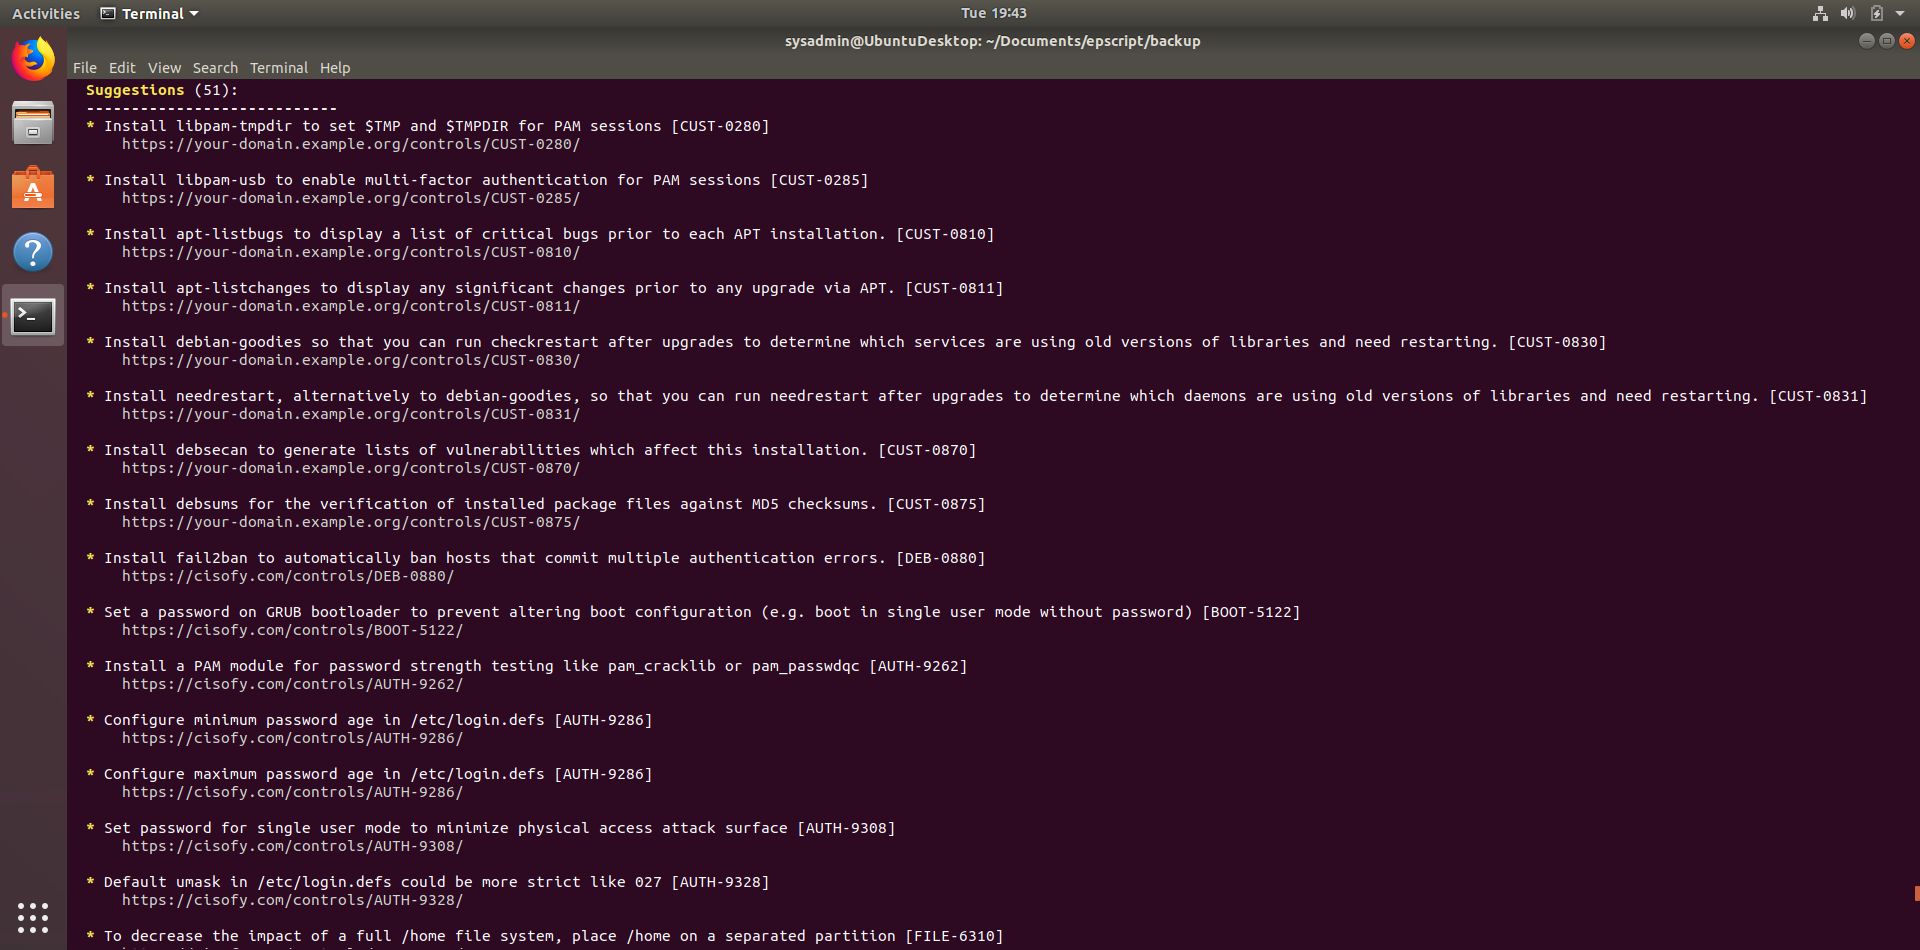 Activities Terminal Tue 19:43
sysadmin@UbuntuDesktop: ~/Documents/epscript/backup
File Edit View Search Terminal Help
Suggestions (51):
----------------------------
* Install libpam-tmpdir to set $TMP and $TMPDIR for PAM sessions [CUST-0280]
https://your-domain.example.org/controls/CUST-0280/
* Install libpam-usb to enable multi-factor authentication for PAM sessions [CUST-0285]
https://your-domain.example.org/controls/CUST-0285/
* Install apt-listbugs to display a list of critical bugs prior to each APT installation. [CUST-0810]
https://your-domain.example.org/controls/CUST-0810/
* Install apt-listchanges to display any significant changes prior to any upgrade via APT. [CUST-0811]
https://your-domain.example.org/controls/CUST-0811/
* Install debian-goodies so that you can run checkrestart after upgrades to determine which services are using old versions of libraries and need restarting. [CUST-0830]
https://your-domain.example.org/controls/CUST-0830/
* Install needrestart, alternatively to debian-goodies, so that you can run needrestart after upgrades to determine which daemons are using old versions of libraries and need restarting. [CUST-0831]
https://your-domain.example.org/controls/CUST-0831/
* Install debsecan to generate lists of vulnerabilities which affect this installation. [CUST-0870]
https://your-domain.example.org/controls/CUST-0870/
* Install debsums for the verification of installed package files against MD5 checksums. [CUST-0875]
https://your-domain.example.org/controls/CUST-0875/
* Install fail2ban to automatically ban hosts that commit multiple authentication errors. [DEB-0880]
https://cisofy.com/controls/DEB-0880/
* Set a password on GRUB bootloader to prevent altering boot configuration (e.g. boot in single user mode without password) [BOOT-5122]
https://cisofy.com/controls/BOOT-5122/
* Install a PAM module for password strength testing like pam_cracklib or pam_passwdqc [AUTH-9262]
https://cisofy.com/controls/AUTH-9262/
* Configure minimum password age in /etc/login.defs [AUTH-9286]
https://cisofy.com/controls/AUTH-9286/
* Configure maximum password age in /etc/login.defs [AUTH-9286]
https://cisofy.com/controls/AUTH-9286/
* Set password for single user mode to minimize physical access attack surface [AUTH-9308]
https://cisofy.com/controls/AUTH-9308/
* Default umask in /etc/login.defs could be more strict like 027 [AUTH-9328]
https://cisofy.com/controls/AUTH-9328/
* To decrease the impact of a full /home file system, place /home on a separated partition [FILE-6310]